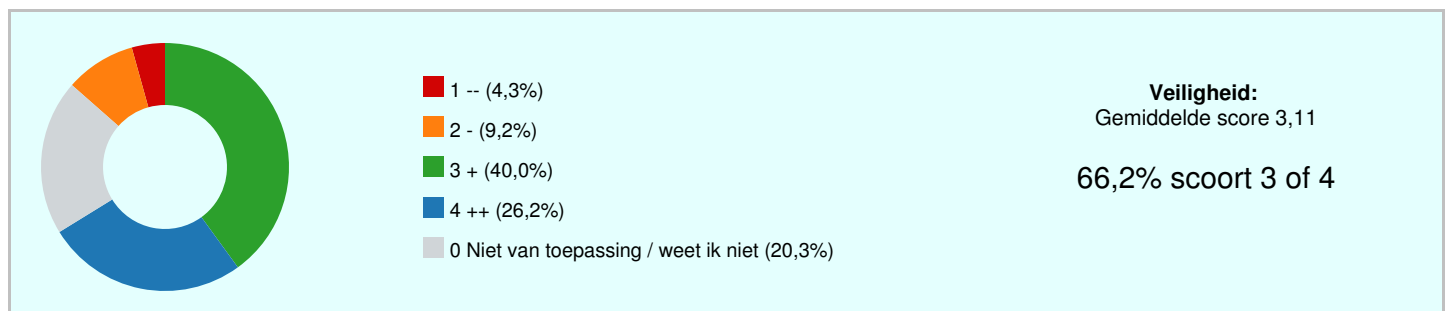 1 -- (4,3%)
2 - (9,2%)
3 + (40,0%)
4 ++ (26,2%)
0 Niet van toepassing / weet ik niet (20,3%)
Veiligheid:
Gemiddelde score 3,11
66,2% scoort 3 of 4